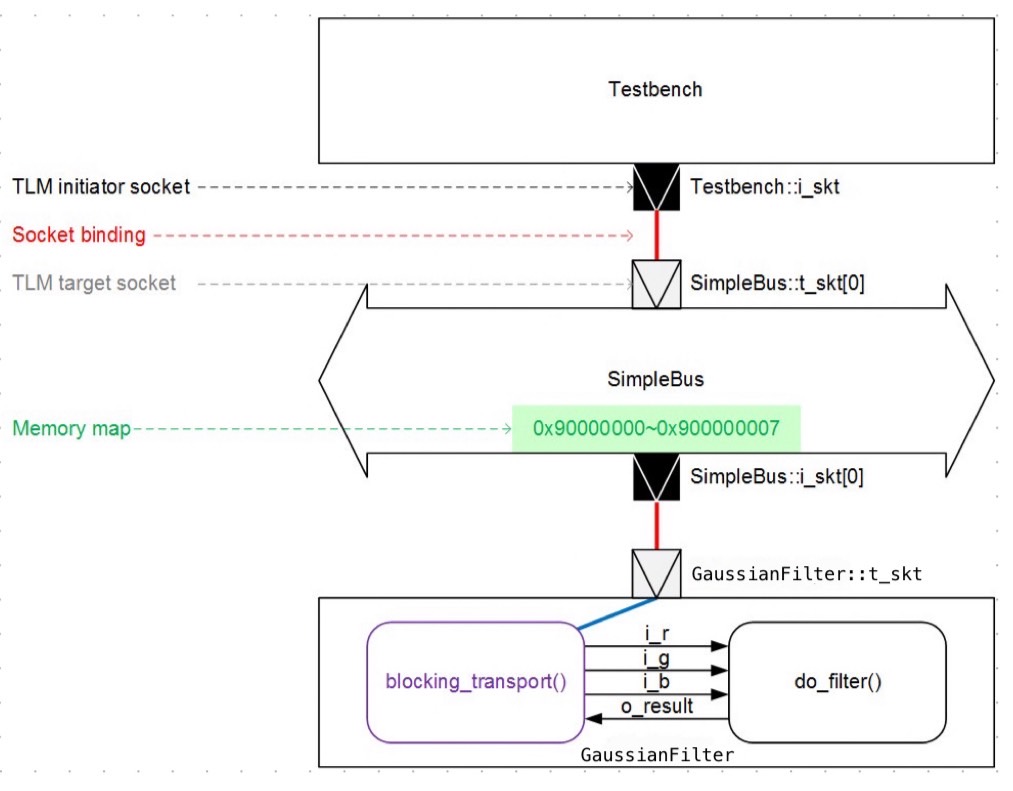 Testbench
TLM initiator socket
Testbench::i_skt
Socket binding
TLM target socket
SimpleBus::t_skt[0]
SimpleBus
Memory map
0x90000000~0x900000007
SimpleBus::i_skt[0]
GaussianFilter::t_skt
i_r
i_g
i_b
o_result
blocking_transport()
do_filter()
GaussianFilter